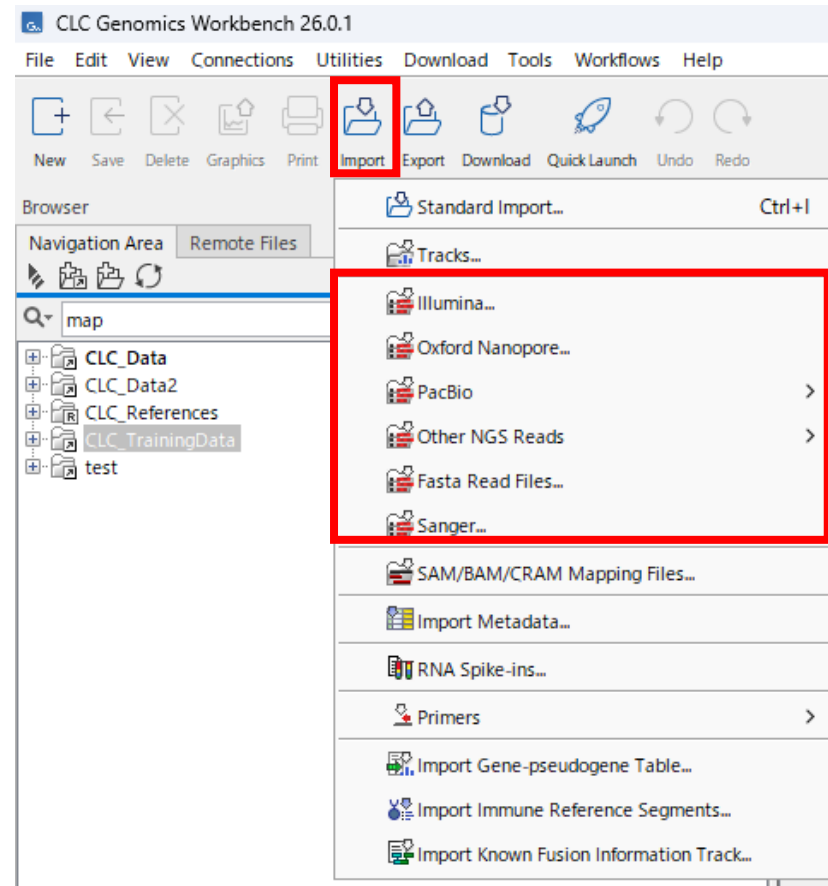 Gx CLC Genomics Workbench 26.0.1
File Edit View Connections Utilities Download Tools Workflows Help
New Save Delete Graphics Print Import Export Download Quick Launch Undo Redo
Browser
Navigation Area Remote Files
map
CLC_Data
CLC_Data2
R CLC_References
CLC_TrainingData
test
Standard Import... Ctrl+I
Tracks...
Illumina...
Oxford Nanopore...
PacBio
Other NGS Reads
Fasta Read Files...
Sanger...
SAM/BAM/CRAM Mapping Files...
Import Metadata...
RNA Spike-ins...
Primers
Import Gene-pseudogene Table...
Import Immune Reference Segments...
Import Known Fusion Information Track...